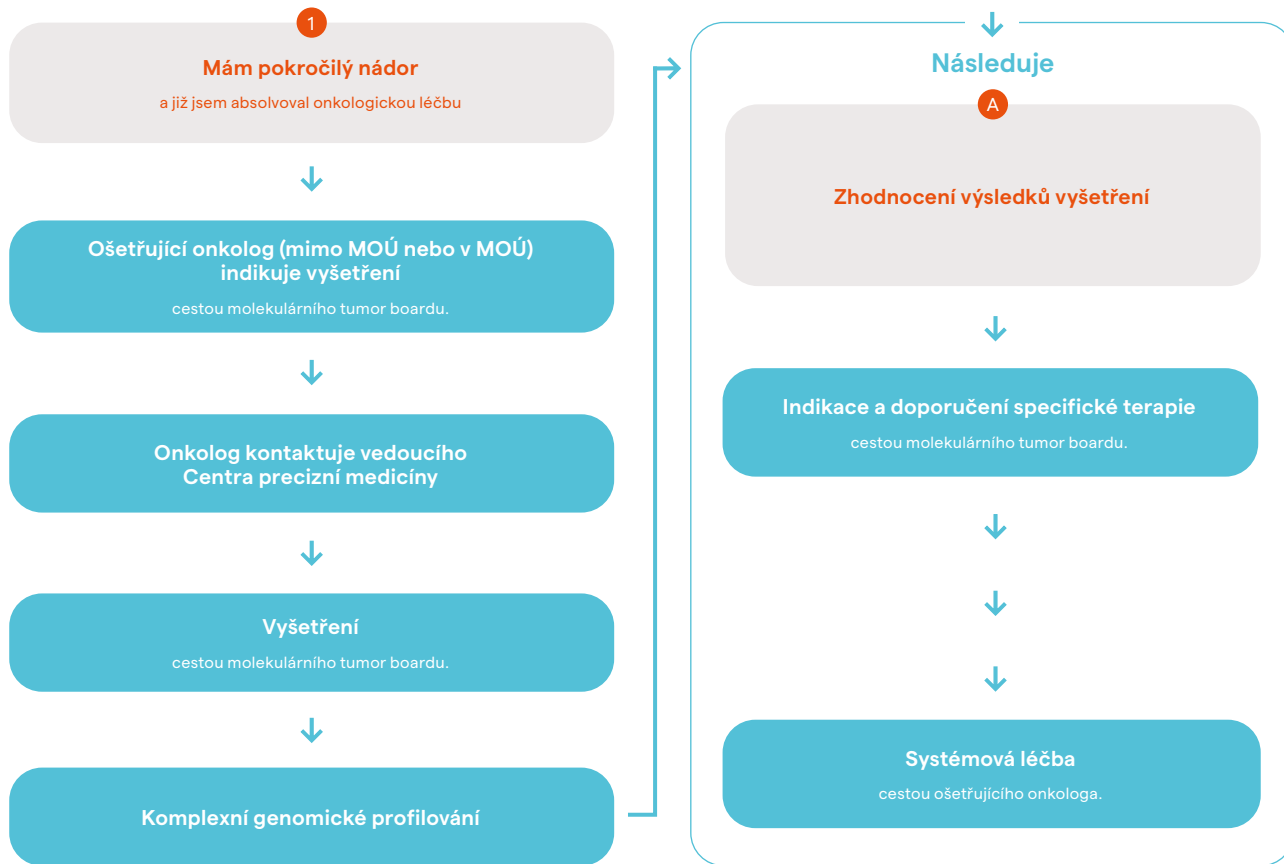 1
Mám pokročilý nádor
a již jsem absolvoval onkologickou léčbu
Ošetřující onkolog (mimo MOÚ nebo v MOÚ)
indikuje vyšetření
cestou molekulárního tumor boardu.
Onkolog kontaktuje vedoucího
Centra precizní medicíny
Vyšetření
cestou molekulárního tumor boardu.
Komplexní genomické profilování
Následuje
A
Zhodnocení výsledků vyšetření
Indikace a doporučení specifické terapie
cestou molekulárního tumor boardu.
Systémová léčba
cestou ošetřujícího onkologa.